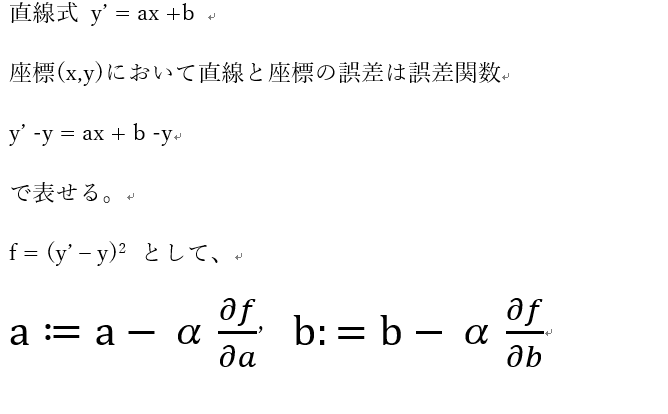 直線式 y’ = ax +b
座標(x,y)において直線と座標の誤差は誤差関数
y’ -y = ax + b -y
で表せる。
f = (y’ – y)² として、
a ≔ a − α ∂f/∂a, b: = b − α ∂f/∂b